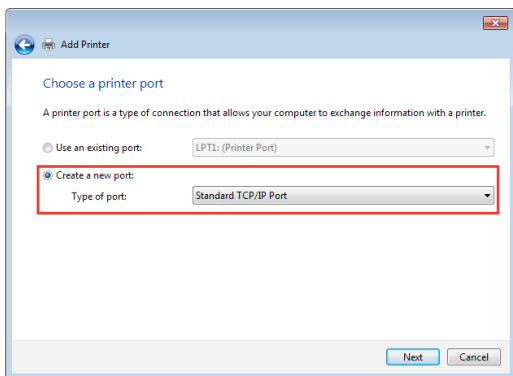 Add Printer
Choose a printer port
A printer port is a type of connection that allows your computer to exchange information with a printer.
Use an existing port: LPT1: (Printer Port)
Create a new port:
Type of port: Standard TCP/IP Port
Next Cancel